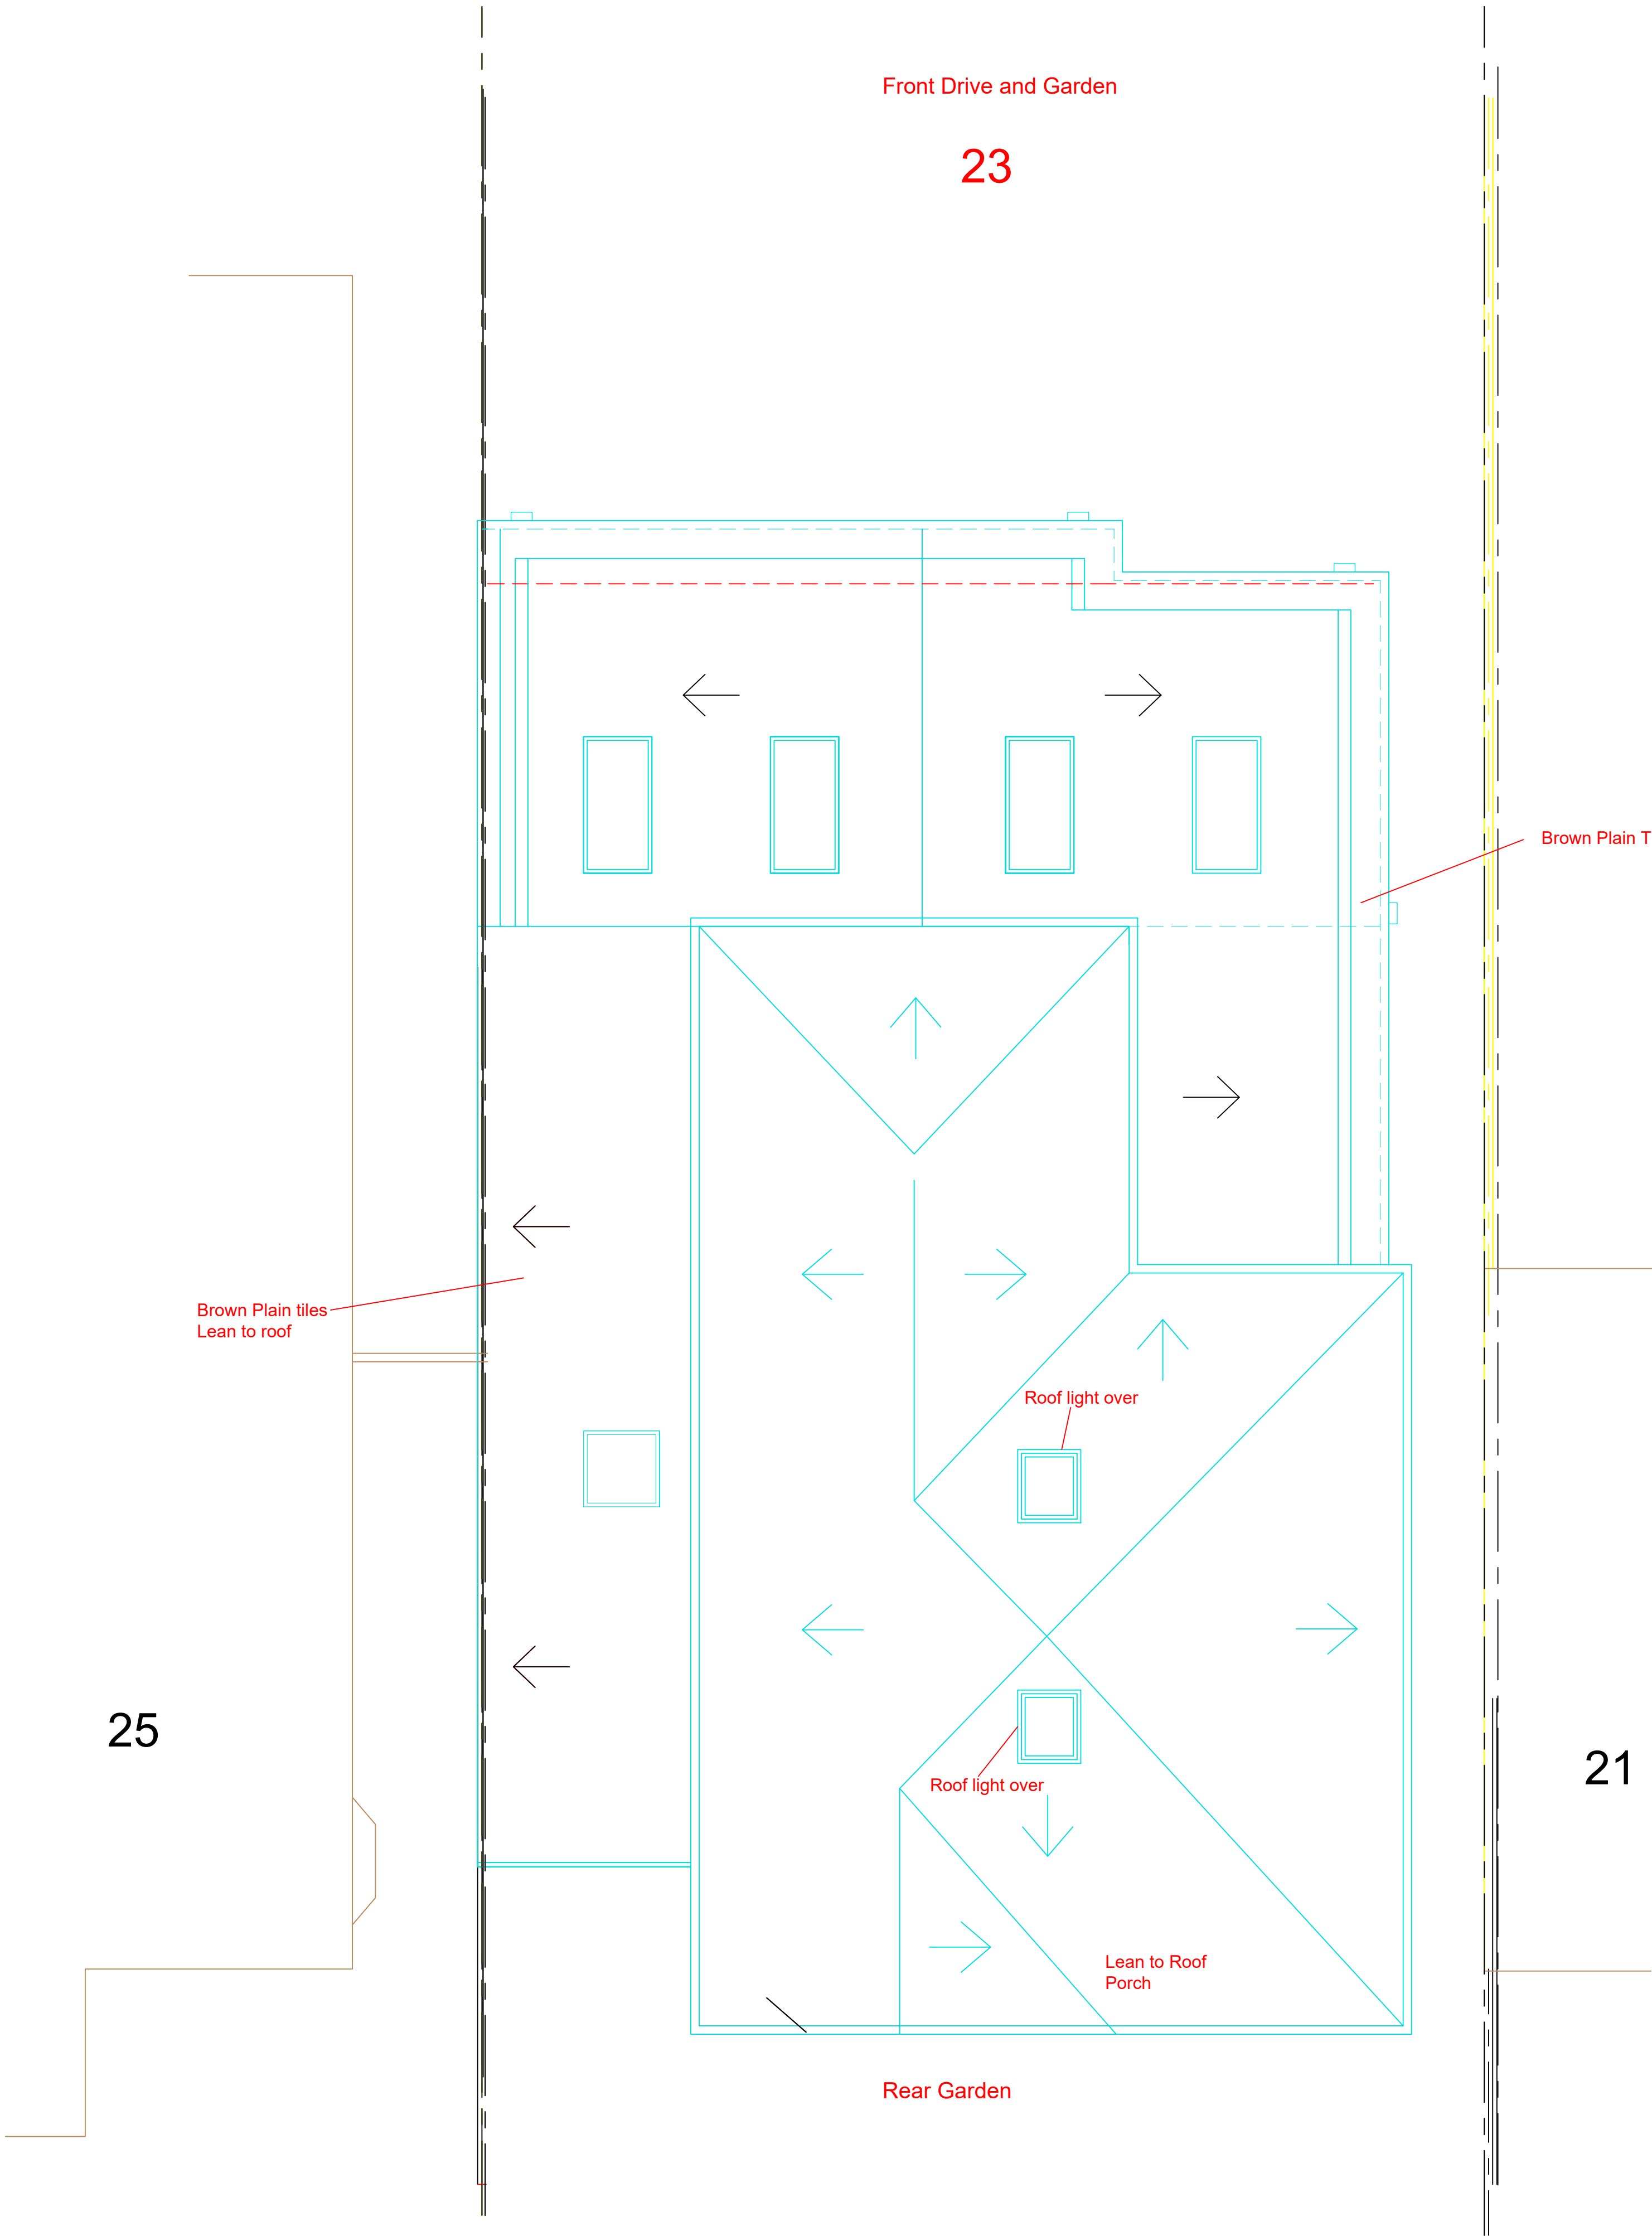 Front Drive and Garden
23
Brown Plain T
Brown Plain tiles
Lean to roof
Roof light over
25
21
Roof light over
Lean to Roof
Porch
Rear Garden